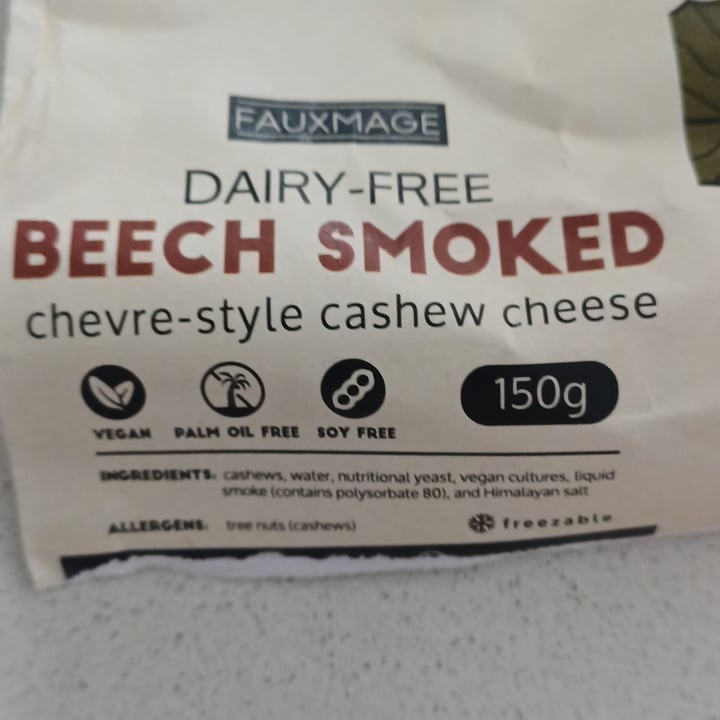 FAUXMAGE
DAIRY-FREE
BEECH SMOKED
chevre-style cashew cheese
VEGAN PALM OIL FREE SOY FREE 150g
INGREDIENTS: cashews, water, nutritional yeast, vegan cultures, liquid
smoke (contains polysorbate 80), and Himalayan salt
ALLERGENS: tree nuts (cashews) freezable